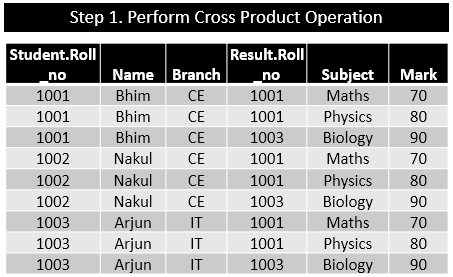 Step 1. Perform Cross Product Operation
Student.Roll_no Name Branch Result.Roll_no Subject Mark
1001 Bhim CE 1001 Maths 70
1001 Bhim CE 1001 Physics 80
1001 Bhim CE 1003 Biology 90
1002 Nakul CE 1001 Maths 70
1002 Nakul CE 1001 Physics 80
1002 Nakul CE 1003 Biology 90
1003 Arjun IT 1001 Maths 70
1003 Arjun IT 1001 Physics 80
1003 Arjun IT 1003 Biology 90